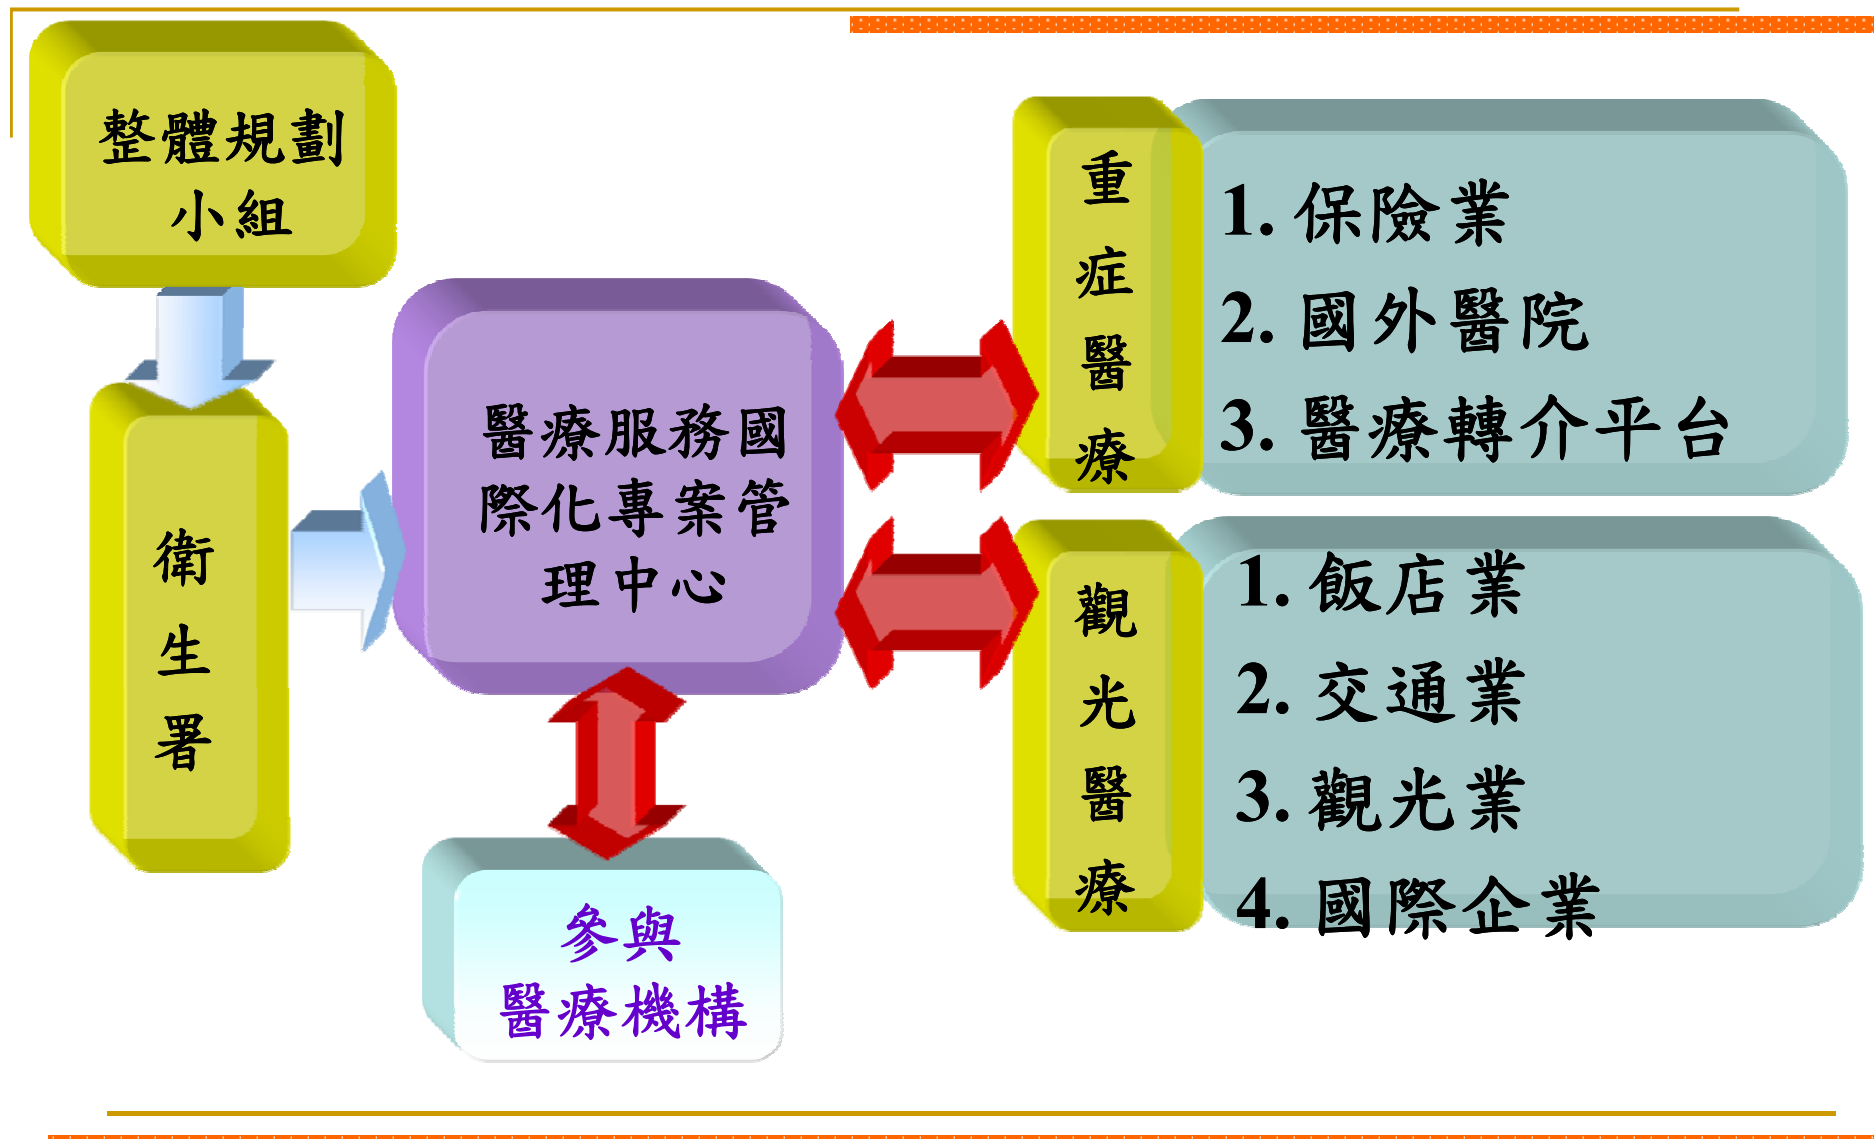 整體規劃
小組
衛
生
署
醫療服務國
際化專案管
理中心
參與
醫療機構
重
症
醫
療
1. 保險業
2. 國外醫院
3. 醫療轉介平台
觀
光
醫
療
1. 飯店業
2. 交通業
3. 觀光業
4. 國際企業